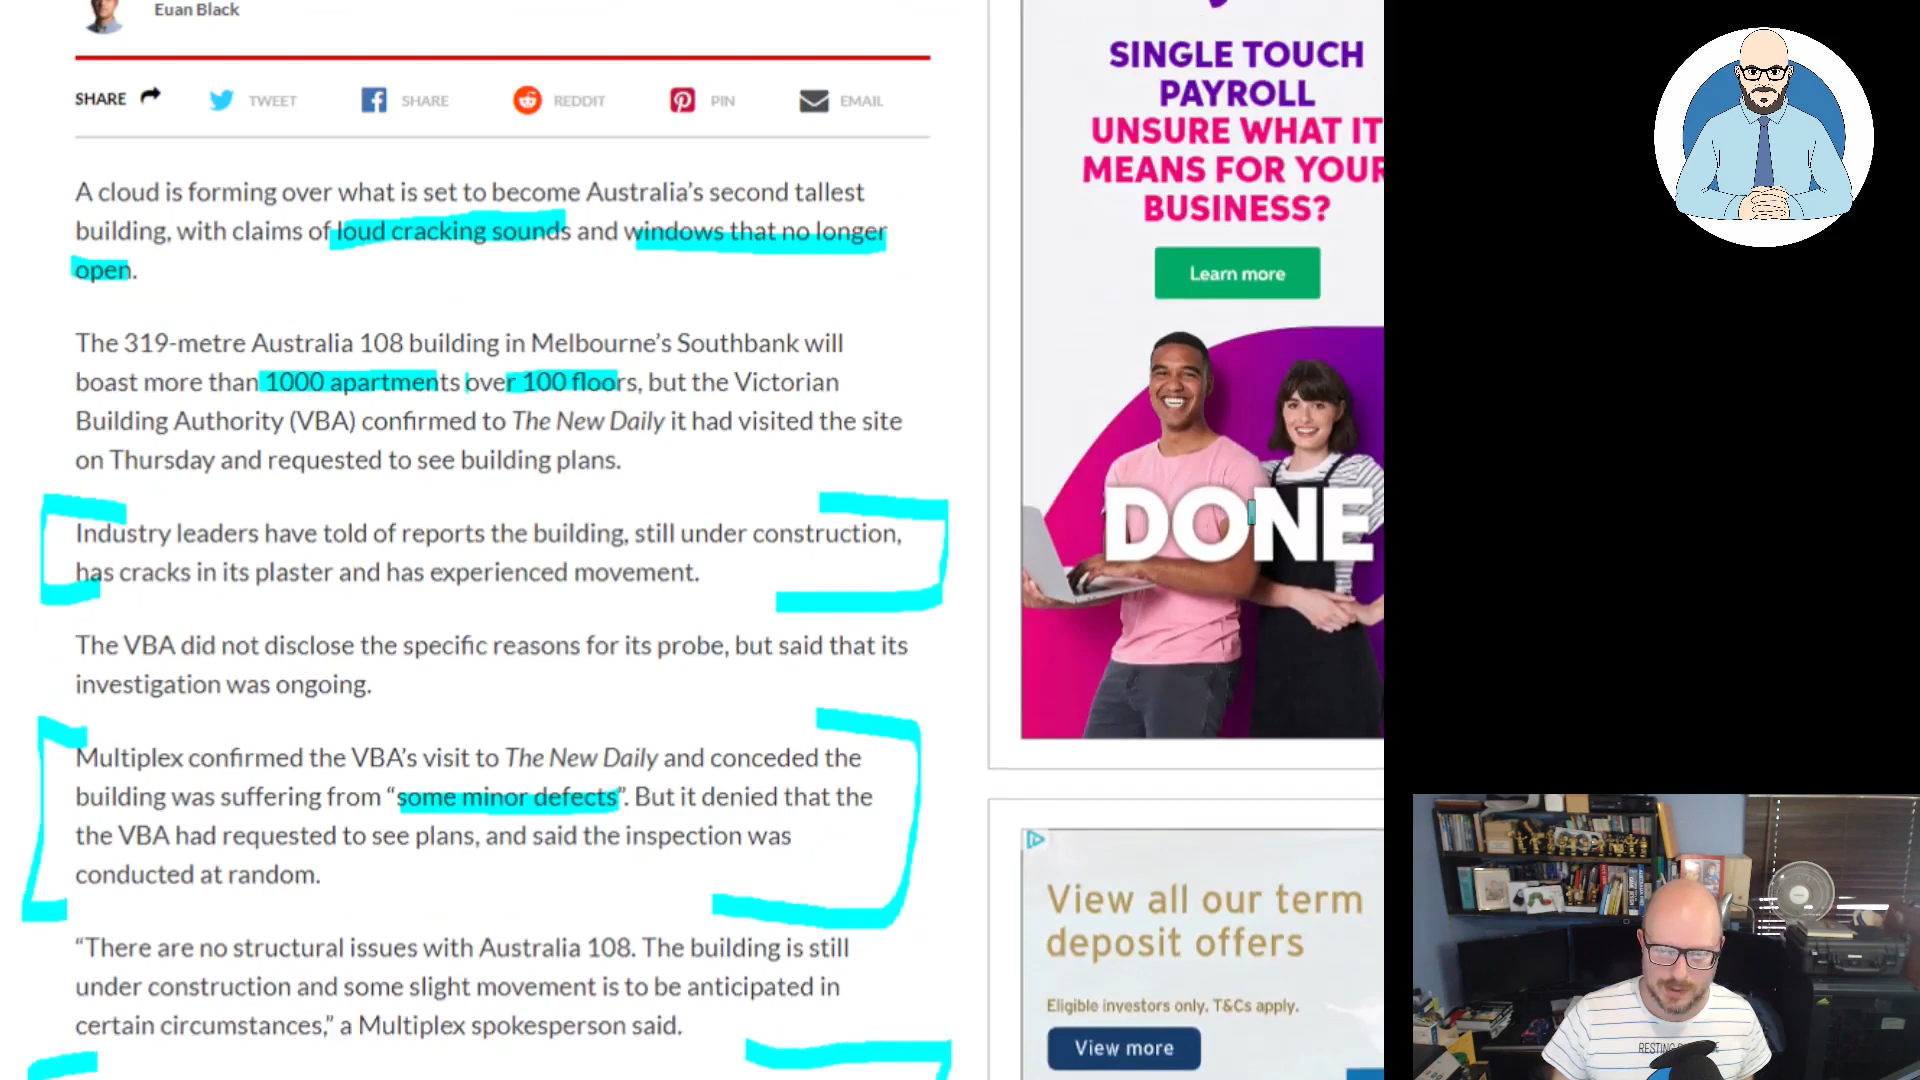 Euan Black
SHARE
TWEET
SHARE
REDDIT
PIN
EMAIL
A cloud is forming over what is set to become Australia’s second tallest
building, with claims of loud cracking sounds and windows that no longer
open.
The 319-metre Australia 108 building in Melbourne’s Southbank will
boast more than 1000 apartments over 100 floors, but the Victorian
Building Authority (VBA) confirmed to The New Daily it had visited the site
on Thursday and requested to see building plans.
Industry leaders have told of reports the building, still under construction,
has cracks in its plaster and has experienced movement.
The VBA did not disclose the specific reasons for its probe, but said that its
investigation was ongoing.
Multiplex confirmed the VBA’s visit to The New Daily and conceded the
building was suffering from “some minor defects”. But it denied that the
the VBA had requested to see plans, and said the inspection was
conducted at random.
“There are no structural issues with Australia 108. The building is still
under construction and some slight movement is to be anticipated in
certain circumstances,” a Multiplex spokesperson said.
SINGLE TOUCH
PAYROLL
UNSURE WHAT IT
MEANS FOR YOUR
BUSINESS?
Learn more
DONE
View all our term
deposit offers
Eligible investors only, T&Cs apply.
View more